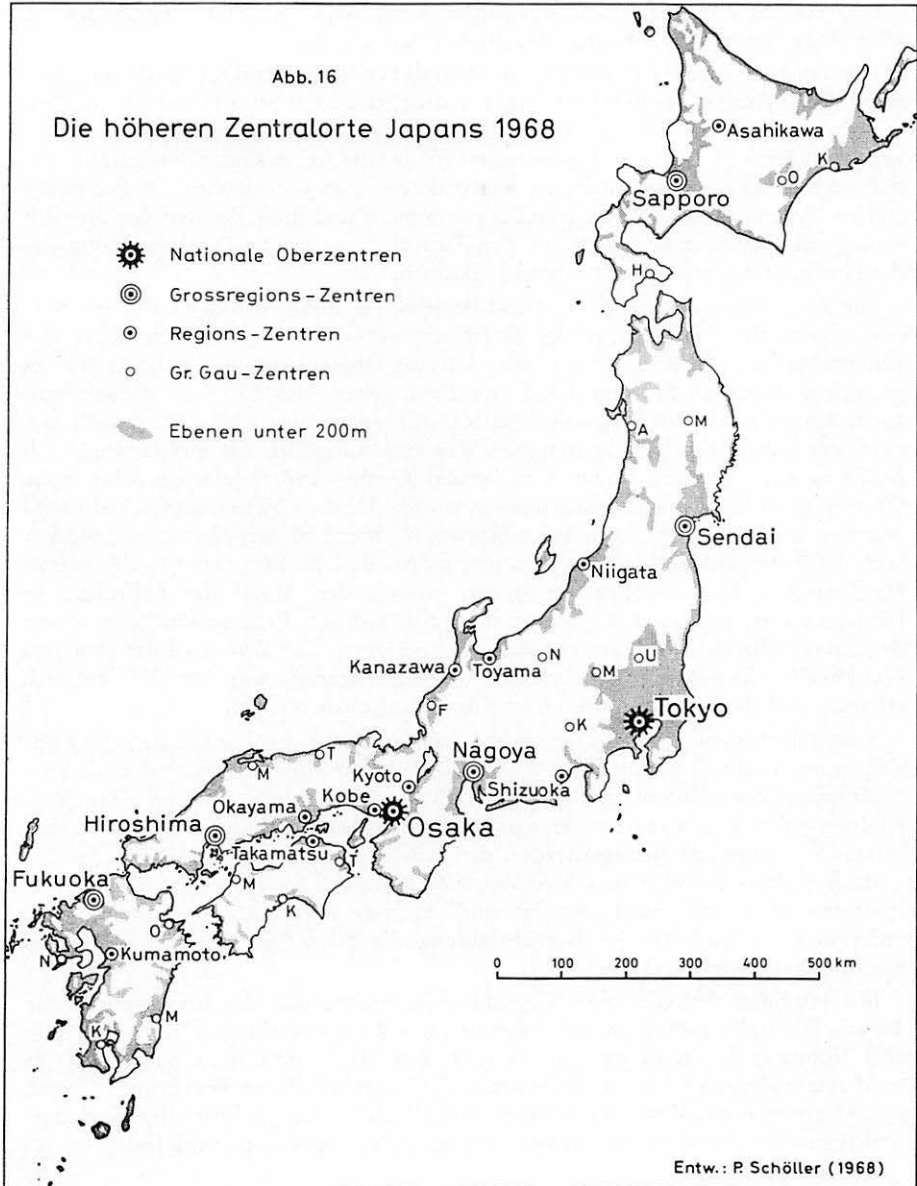 Abb. 16
Die höheren Zentralorte Japans 1968
Nationale Oberzentren
Grossregions-Zentren
Regions-Zentren
Gr. Gau-Zentren
Ebenen unter 200m
Asahikawa
K
O
Sapporo
H
M
A
Sendai
Niigata
Kanazawa
Toyama
N
M
U
F
Tokyo
K
T
M
Kyoto
Nagoya
Shizuoka
Okayama
Kobe
Osaka
Hiroshima
Takamatsu
T
M
K
Fukuoka
O
N
Kumamoto
M
K
0 100 200 300 400 500 km
Entw.: P. Schöller (1968)